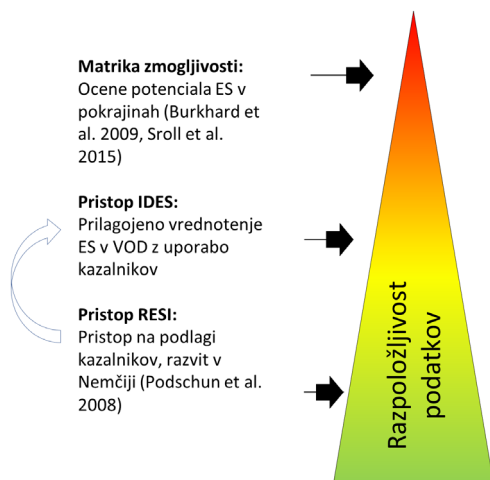 Matrika zmogljivosti:
Ocene potenciala ES v
pokrajinah (Burkhard et
al. 2009, Sroll et al.
2015)
Pristop IDES:
Prilagojeno vrednotenje
ES v VOD z uporabo
kazalnikov
Pristop RESI:
Pristop na podlagi
kazalnikov, razvit v
Nemčiji (Podschun et al.
2008)
Razpoložljivost
podatkov